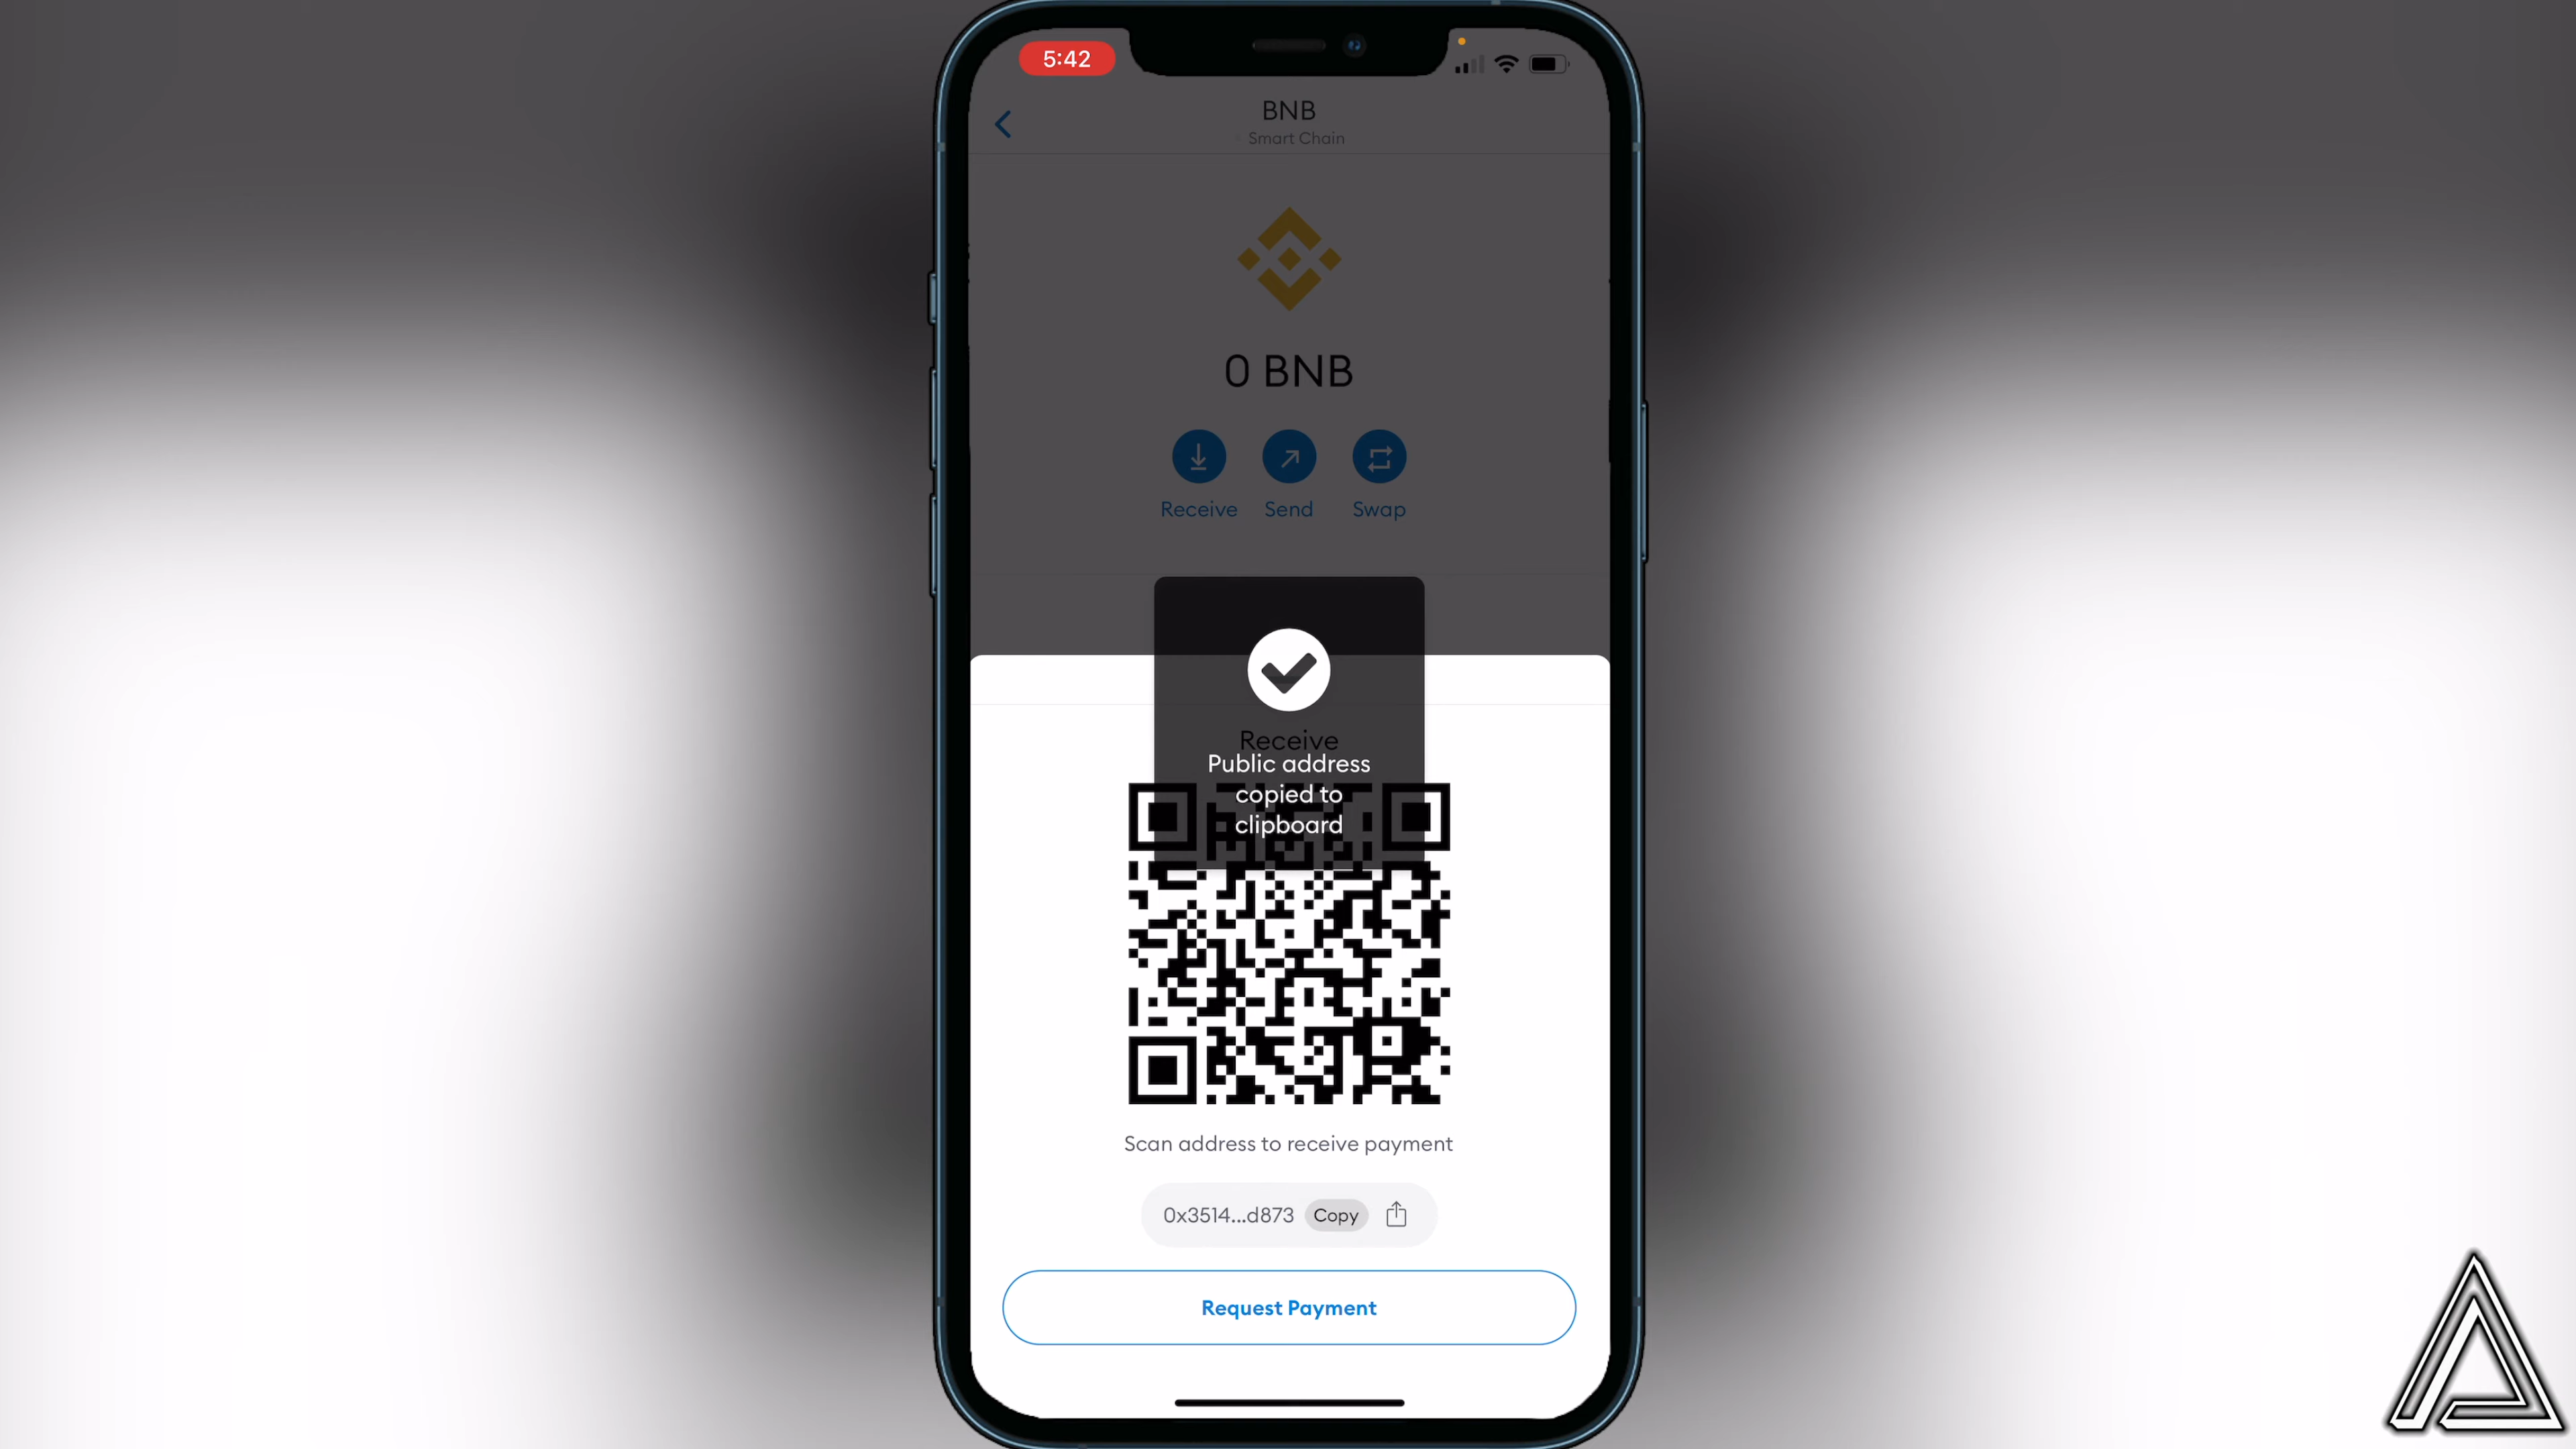 5:42
BNB
Smart Chain
0 BNB
Receive
Send
Swap
Receive
Public address
copied to
clipboard
Scan address to receive payment
0x3514...d873
Copy
Request Payment